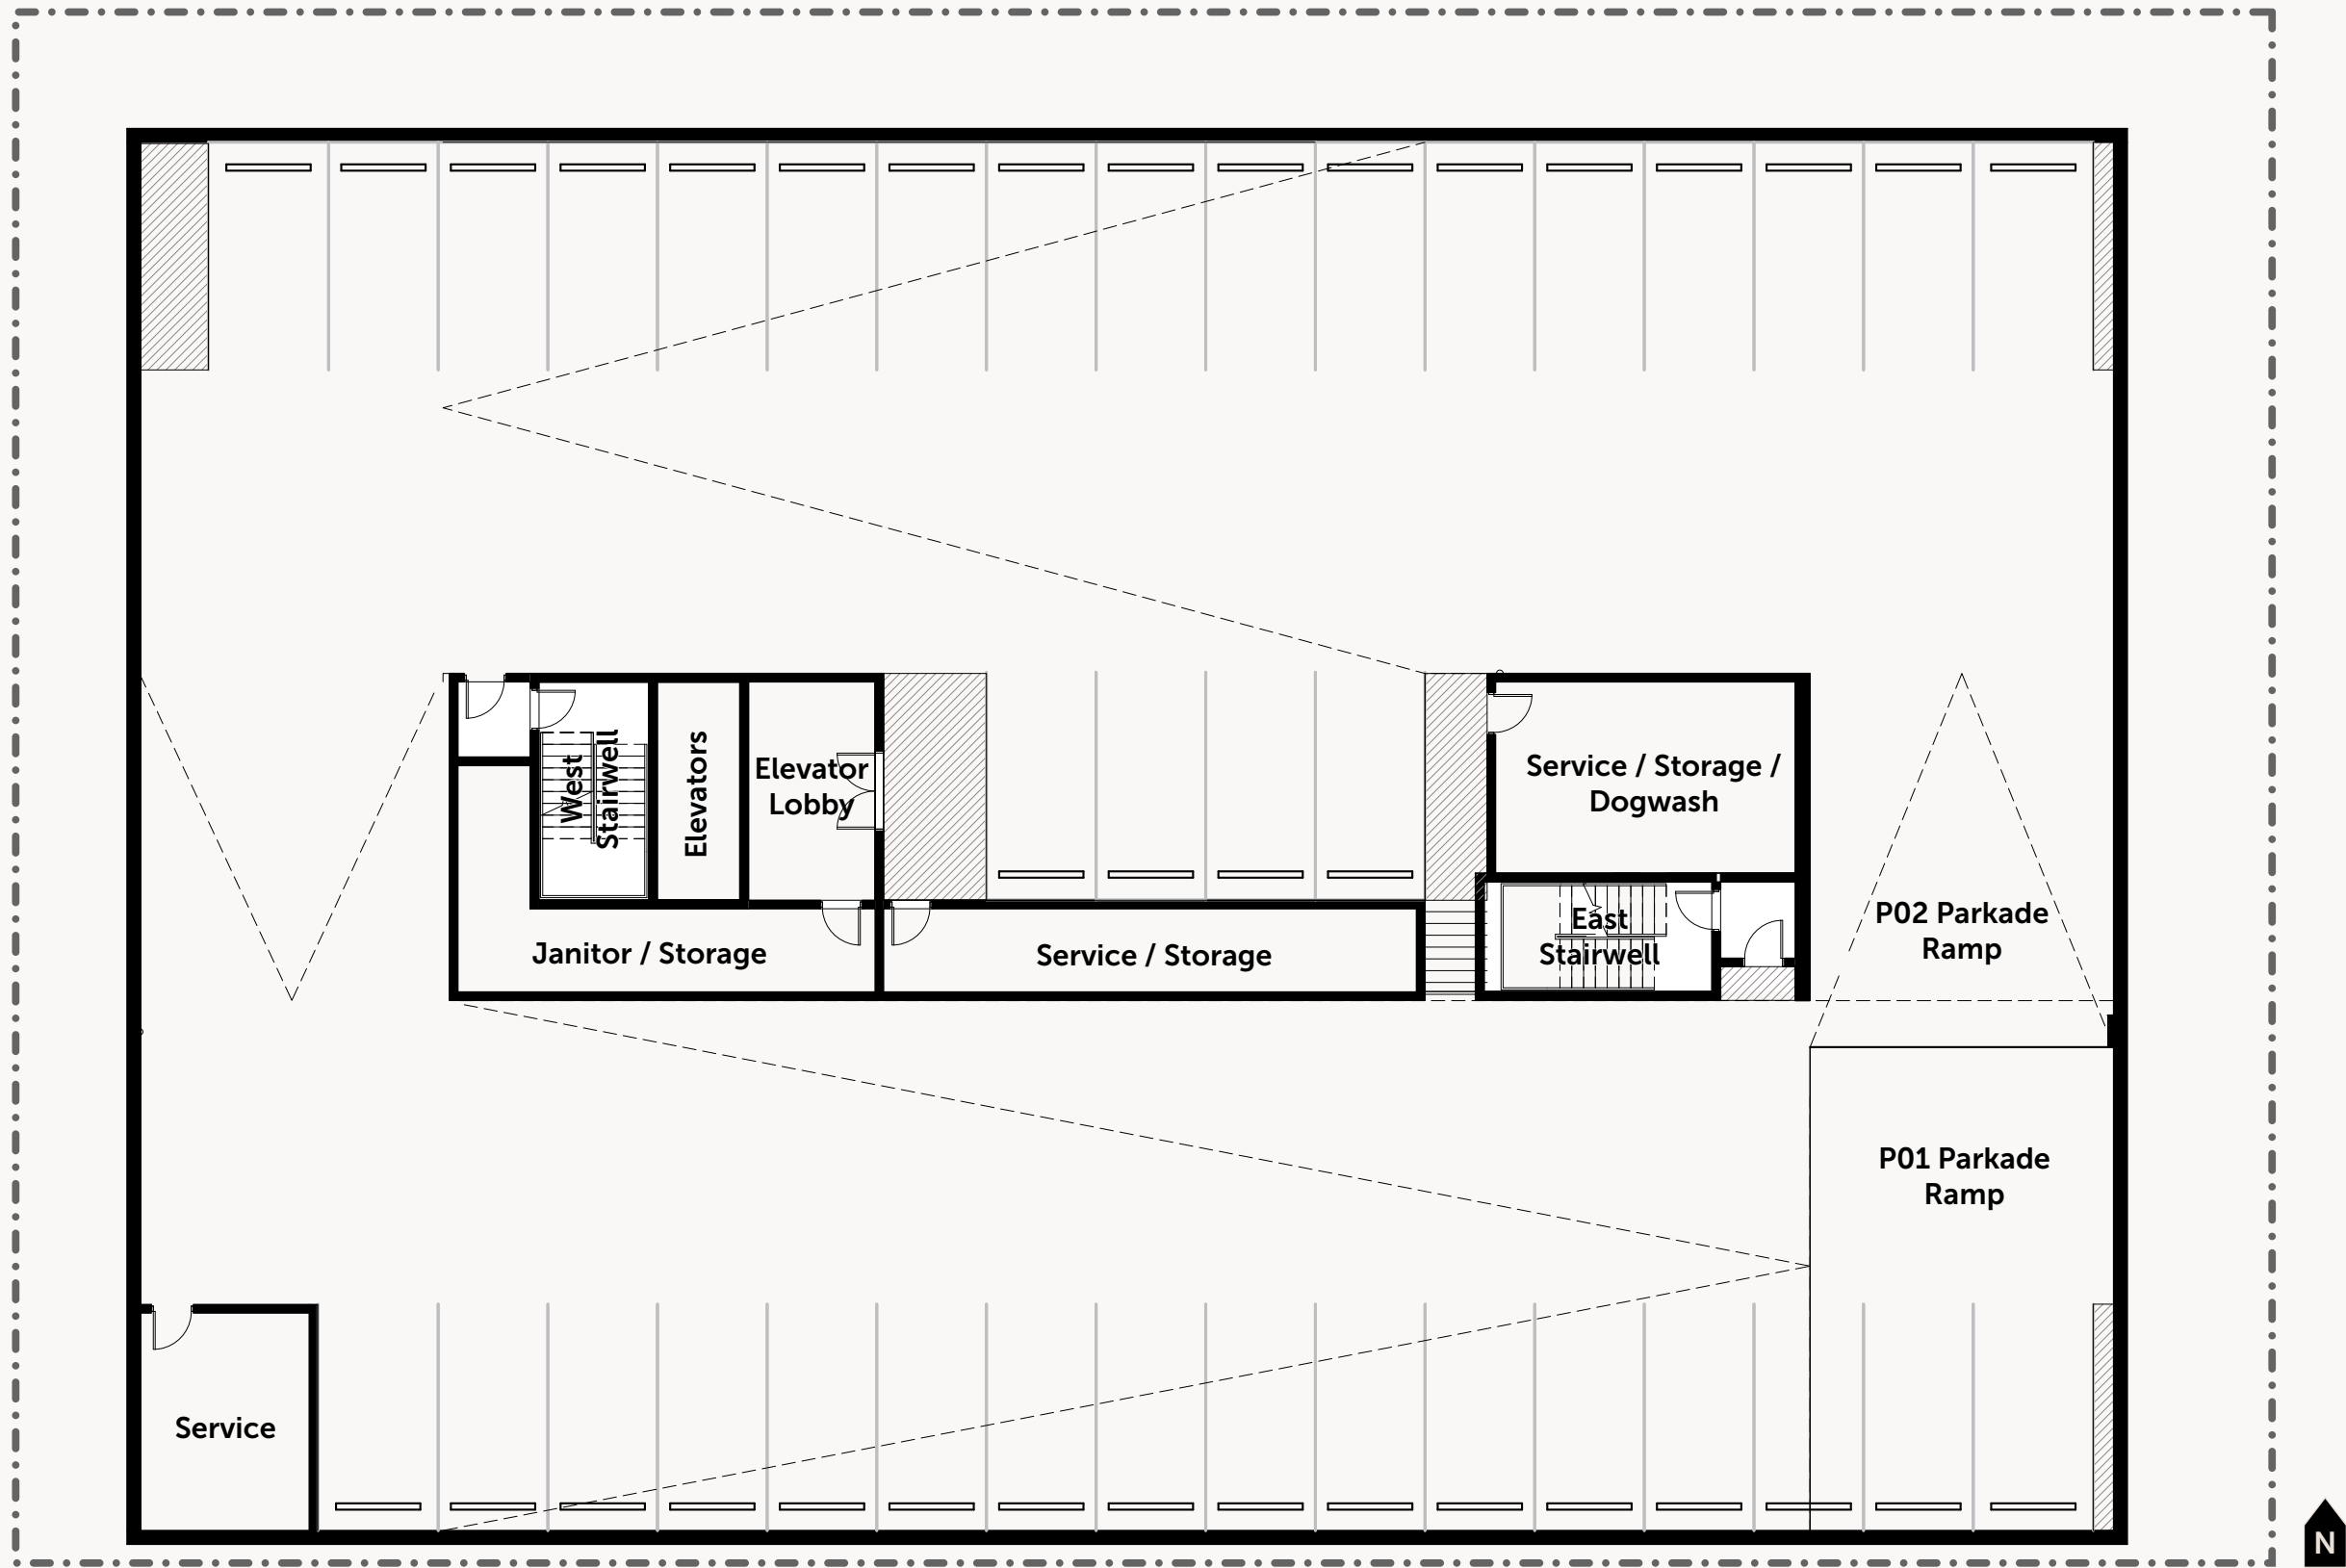 West
Stairwell
Elevators
Elevator
Lobby
Service / Storage /
Dogwash
Janitor / Storage
Service / Storage
East
Stairwell
P02 Parkade
Ramp
P01 Parkade
Ramp
Service
N